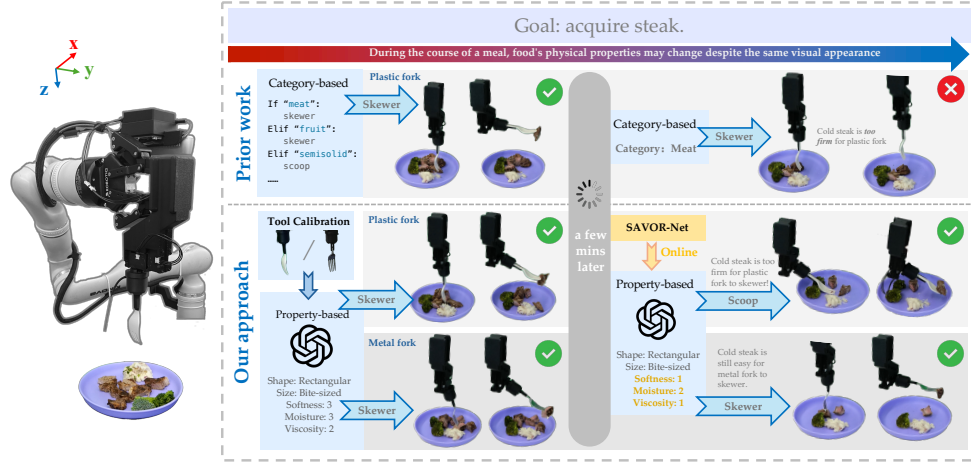 Goal: acquire steak.
During the course of a meal, food's physical properties may change despite the same visual appearance
x
y
z
Prior work
Category-based
If “meat”:
skewer
Elif “fruit”:
skewer
Elif “semisolid”:
scoop
......
Plastic fork
Skewer
Category-based
Category: Meat
Skewer
Cold steak is too
firm for plastic fork
a few
mins
later
Our approach
Tool Calibration
Plastic fork
Property-based
Skewer
Shape: Rectangular
Size: Bite-sized
Softness: 3
Moisture: 3
Viscosity: 2
Metal fork
Skewer
SAVOR-Net
Online
Property-based
Shape: Rectangular
Size: Bite-sized
Softness: 1
Moisture: 2
Viscosity: 1
Cold steak is too
firm for plastic
fork to skewer!
Scoop
Cold steak is
still easy for
metal fork to
skewer.
Skewer